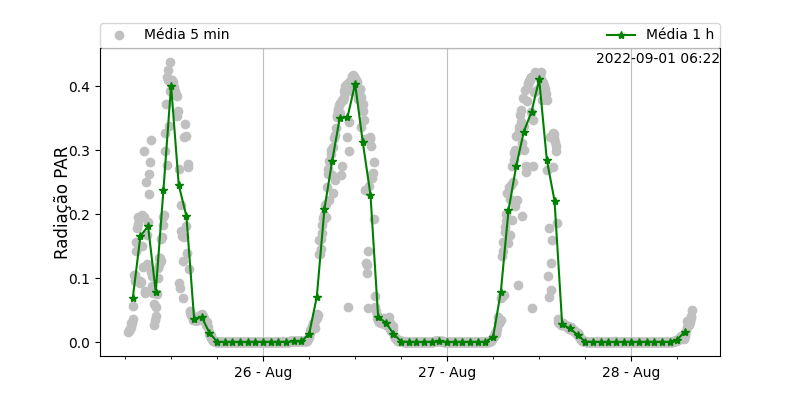 Média 5 min
Média 1 h
2022-09-01 06:22
Radiação PAR
0.4
0.3
0.2
0.1
0.0
26 - Aug
27 - Aug
28 - Aug